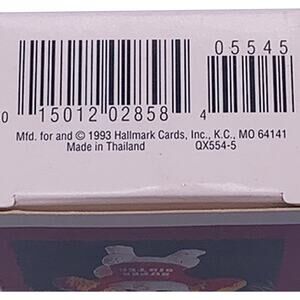 05545
0 15012 02858 4
Mfd. for and © 1993 Hallmark Cards, Inc., K.C., MO 64141
Made in Thailand QX554-5